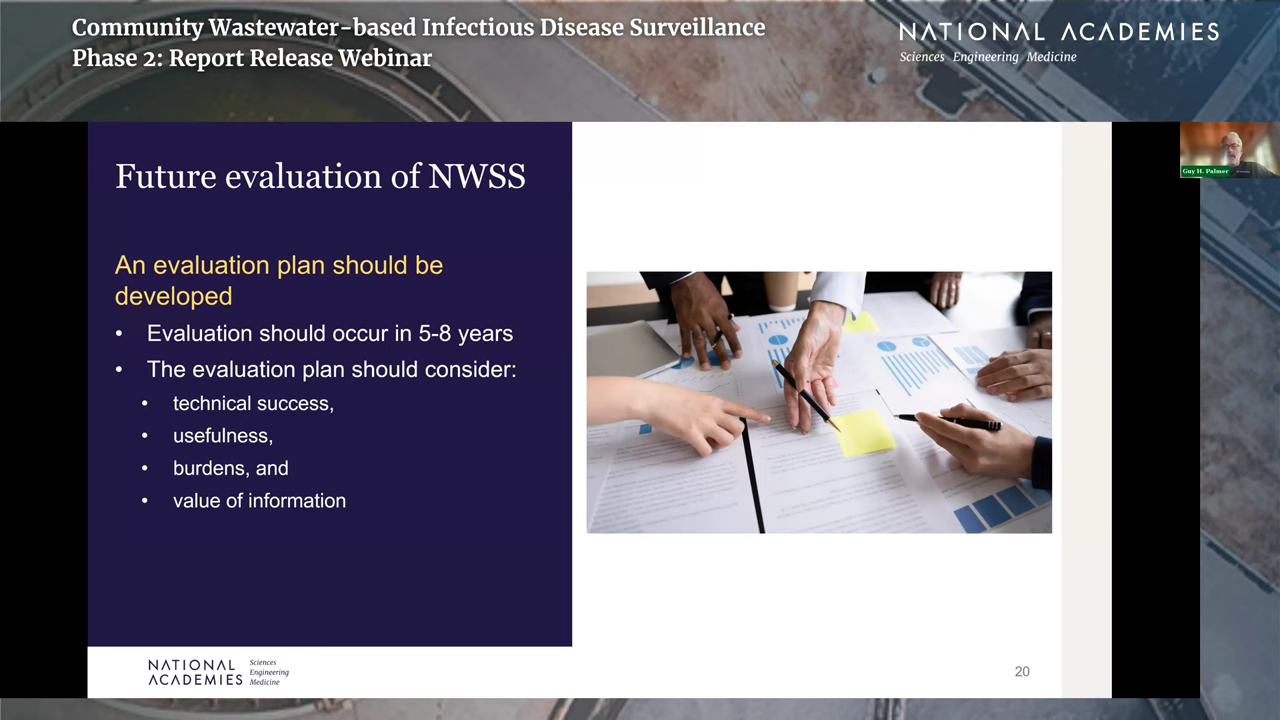 Community Wastewater-based Infectious Disease Surveillance
Phase 2: Report Release Webinar
NATIONAL ACADEMIES
Sciences Engineering Medicine
Guy H. Palmer
Future evaluation of NWSS
An evaluation plan should be
developed
• Evaluation should occur in 5-8 years
• The evaluation plan should consider:
• technical success,
• usefulness,
• burdens, and
• value of information
NATIONAL
ACADEMIES
Sciences
Engineering
Medicine
20